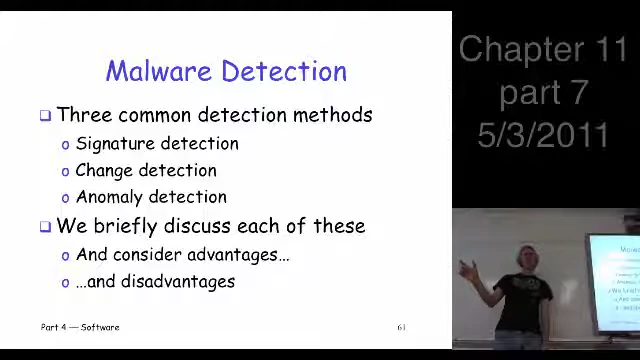 Malware Detection
Three common detection methods
Signature detection
Change detection
Anomaly detection
We briefly discuss each of these
And consider advantages…
…and disadvantages
Part 4 — Software
61
Chapter 11
part 7
5/3/2011